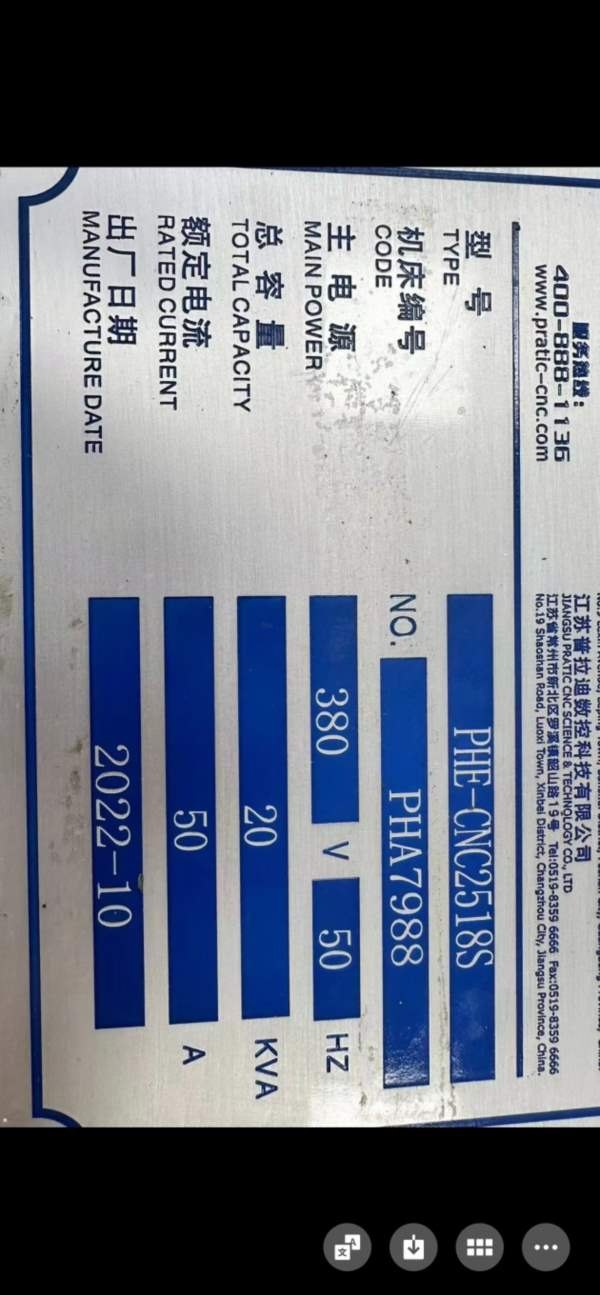 服务热线:
400-888-1136
www.pratic-cnc.com
江苏普拉迪数控科技有限公司
JIANGSU PRATIC CNC SCIENCE & TECHNOLOGY CO., LTD
江苏省常州市新北区罗溪镇韶山路19号 Tel:0519-8359 6666 Fax:0519-8359 6666
No.19 Shaoshan Road, Luoxi Town, Xinbei District, Changzhou City, Jiangsu Province, China.
型号 PHE-CNC2518S
TYPE
机床编号 NO. PHA7988
CODE
主电源 380 V 50 HZ
MAIN POWER
总容量 20 KVA
TOTAL CAPACITY
额定电流 50 A
RATED CURRENT
出厂日期 2022-10
MANUFACTURE DATE